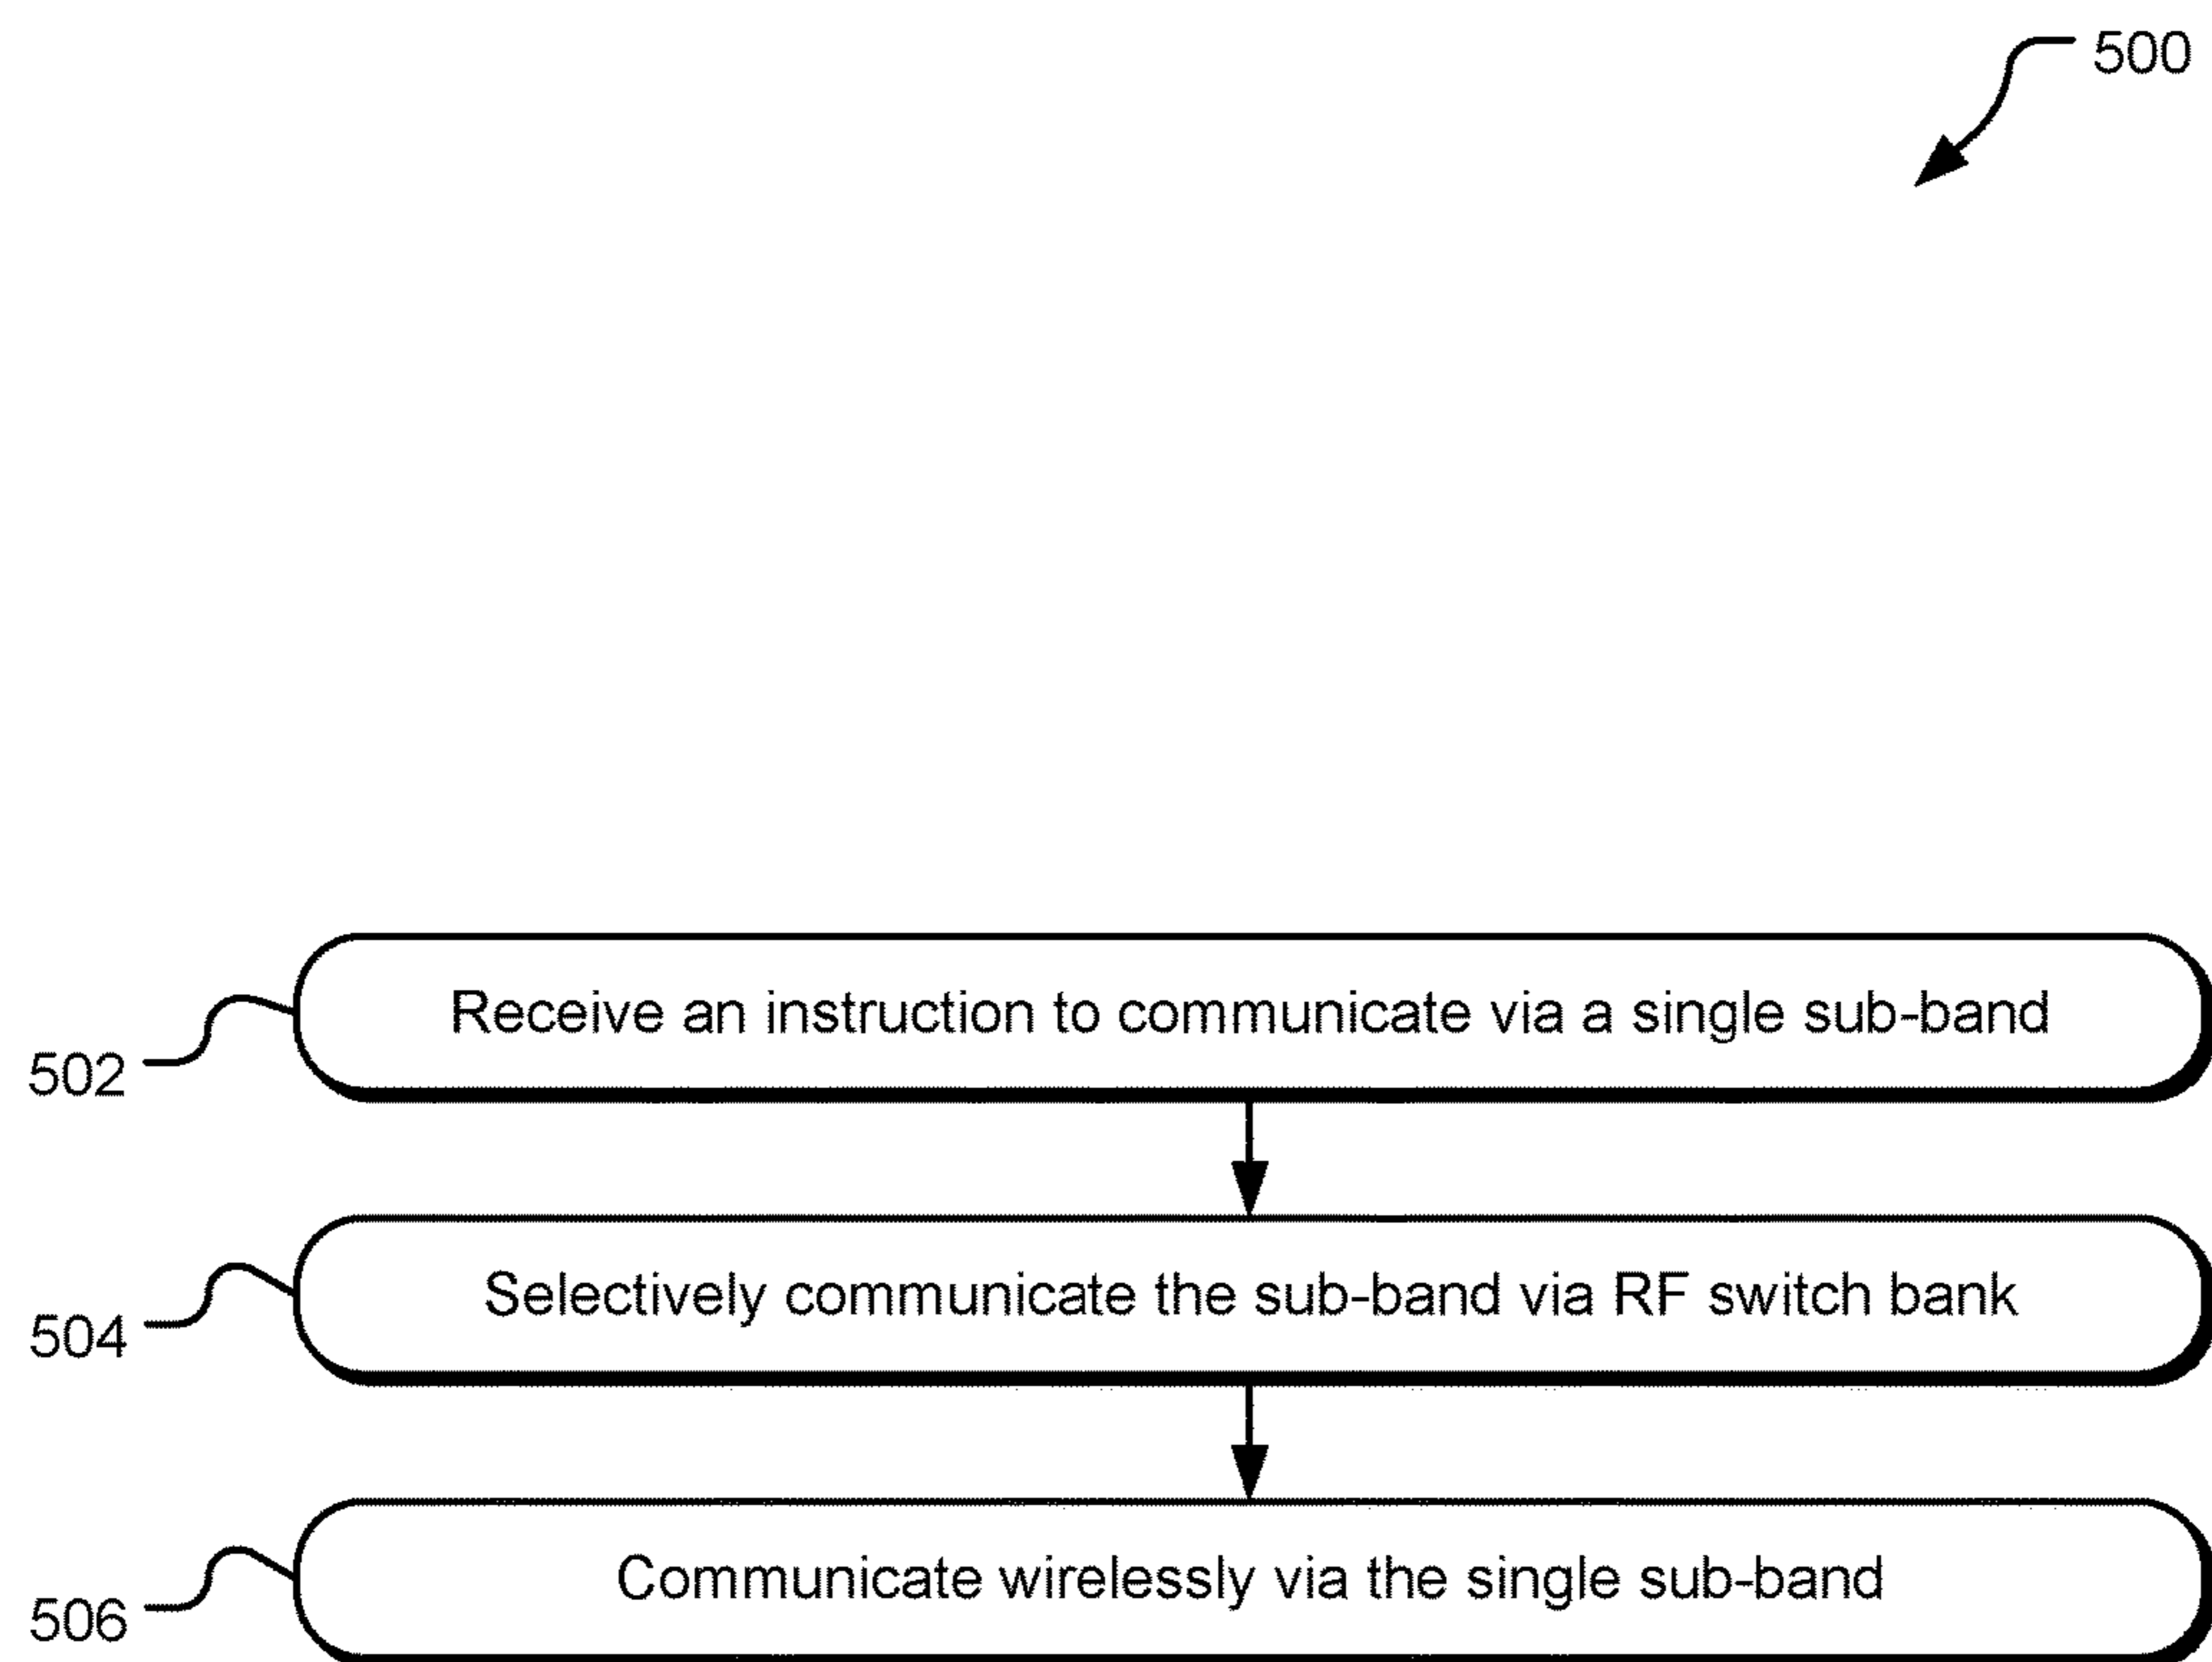 500
Receive an instruction to communicate via a single sub-band
502
Selectively communicate the sub-band via RF switch bank
504
Communicate wirelessly via the single sub-band
506